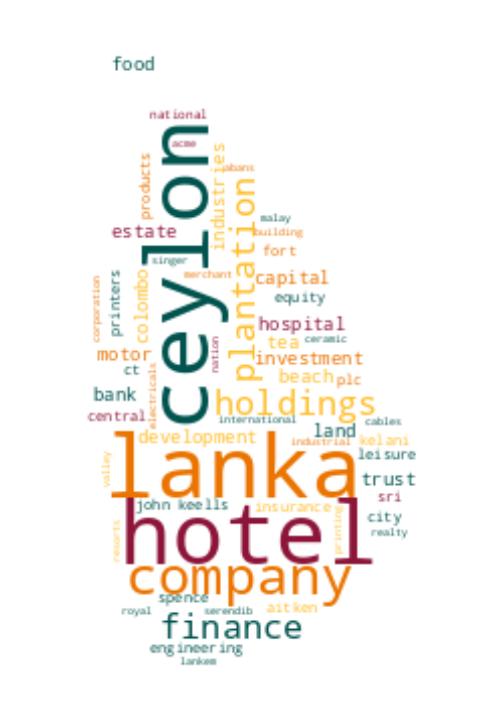 food
national
acme
ceylon
products
industries
jabans
plantation
malay
building
estate
fort
singer
merchant
capital
colombo
printers
corporation
equity
hospital
nation
tea
ceramic
motor
investment
ct
electricals
beach
plc
bank
holdings
central
international
cables
land
development
industrial
kelani
lanka
leisure
valley
trust
sri
john keells
insurance
hotel
printing
city
resorts
realty
company
spence
aitken
royal
serendib
finance
engineering
lankem